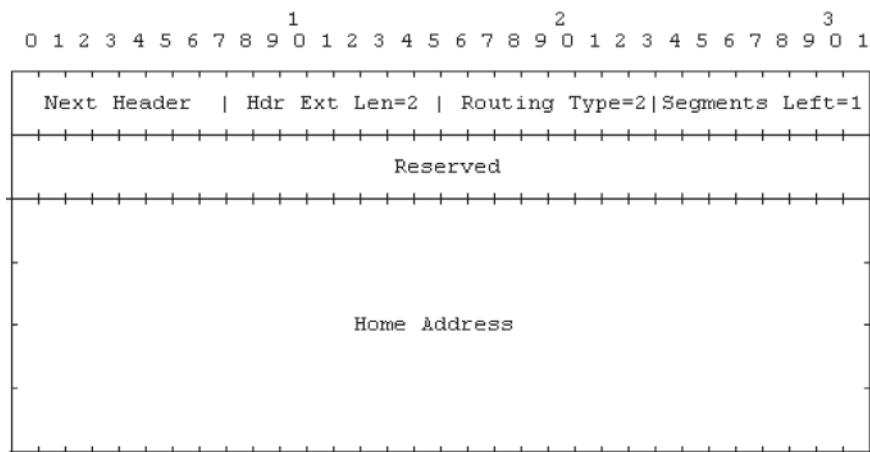 1 2 3
0 1 2 3 4 5 6 7 8 9 0 1 2 3 4 5 6 7 8 9 0 1 2 3 4 5 6 7 8 9 0 1
Next Header | Hdr Ext Len=2 | Routing Type=2|Segments Left=1
Reserved
Home Address